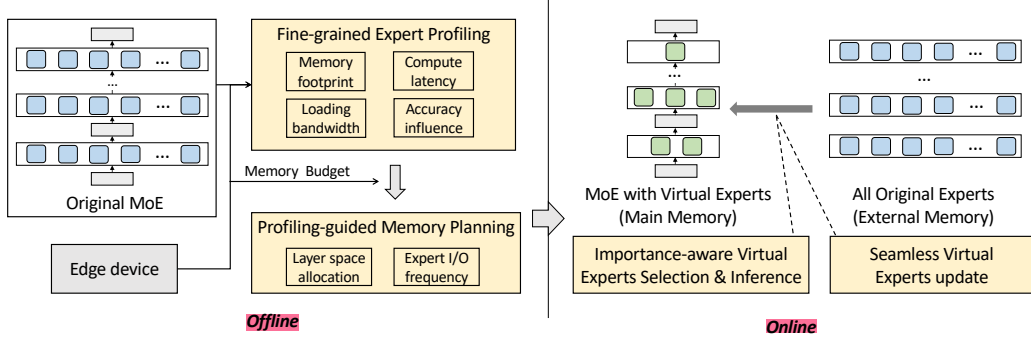 ...
...
...
...
Original MoE
Edge device
Fine-grained Expert Profiling
Memory
footprint
Compute
latency
Loading
bandwidth
Accuracy
influence
Memory Budget
Profiling-guided Memory Planning
Layer space
allocation
Expert I/O
frequency
Offline
...
MoE with Virtual Experts
(Main Memory)
...
...
...
...
All Original Experts
(External Memory)
Importance-aware Virtual
Experts Selection & Inference
Seamless Virtual
Experts update
Online